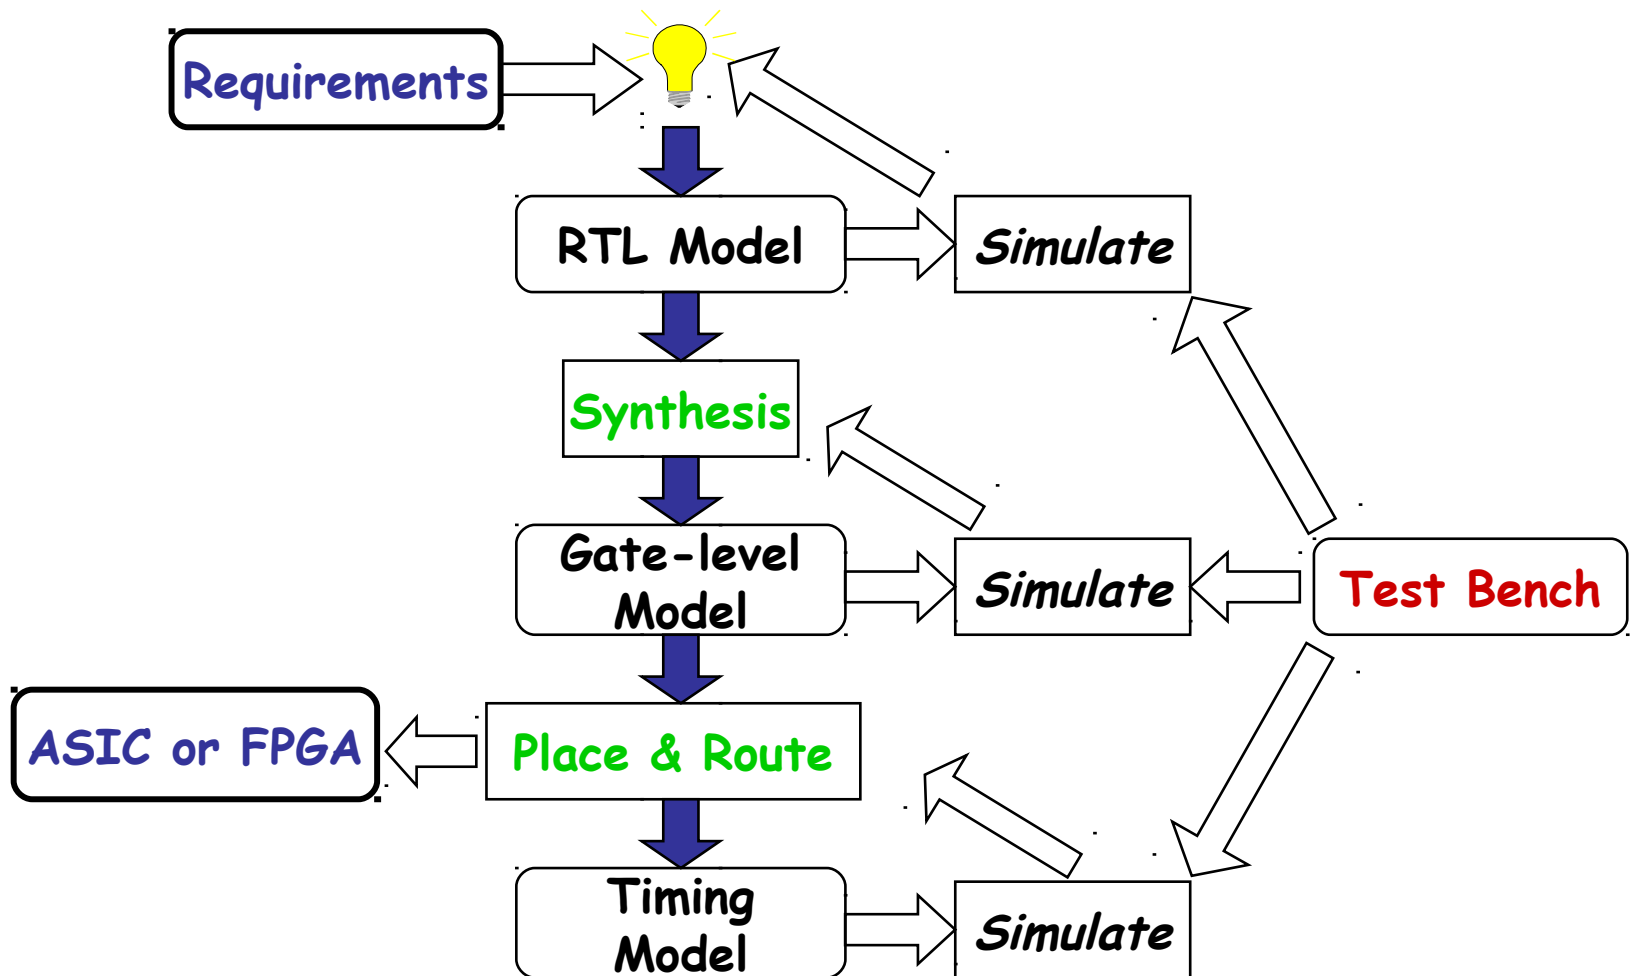 Requirements
RTL Model
Simulate
Synthesis
Gate-level
Model
Simulate
Test Bench
ASIC or FPGA
Place & Route
Timing
Model
Simulate